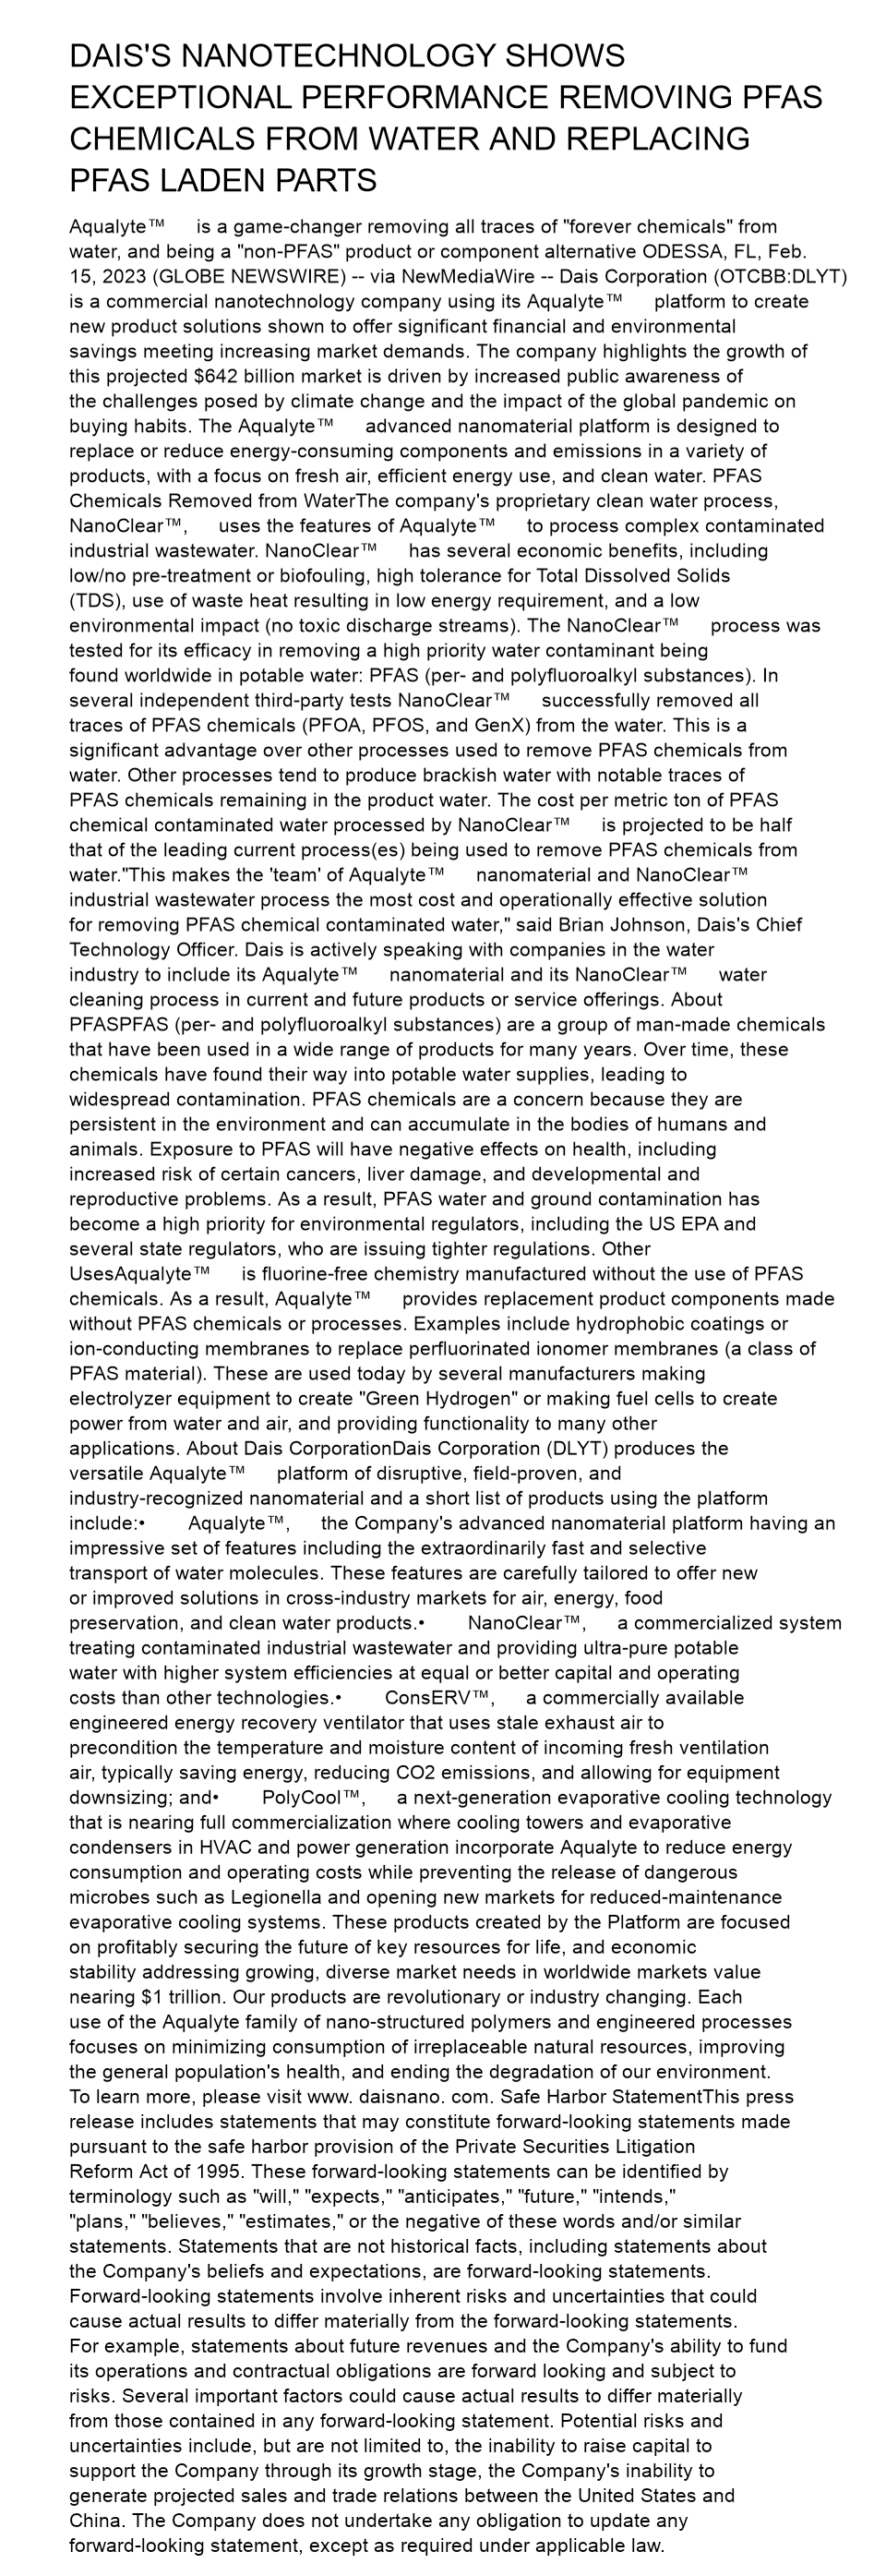 DAIS'S NANOTECHNOLOGY SHOWS
EXCEPTIONAL PERFORMANCE REMOVING PFAS
CHEMICALS FROM WATER AND REPLACING
PFAS LADEN PARTS
Aqualyte™ is a game-changer removing all traces of "forever chemicals" from
water, and being a "non-PFAS" product or component alternative ODESSA, FL, Feb.
15, 2023 (GLOBE NEWSWIRE) -- via NewMediaWire -- Dais Corporation (OTCBB:DLYT)
is a commercial nanotechnology company using its Aqualyte™ platform to create
new product solutions shown to offer significant financial and environmental
savings meeting increasing market demands. The company highlights the growth of
this projected $642 billion market is driven by increased public awareness of
the challenges posed by climate change and the impact of the global pandemic on
buying habits. The Aqualyte™ advanced nanomaterial platform is designed to
replace or reduce energy-consuming components and emissions in a variety of
products, with a focus on fresh air, efficient energy use, and clean water. PFAS
Chemicals Removed from WaterThe company's proprietary clean water process,
NanoClear™, uses the features of Aqualyte™ to process complex contaminated
industrial wastewater. NanoClear™ has several economic benefits, including
low/no pre-treatment or biofouling, high tolerance for Total Dissolved Solids
(TDS), use of waste heat resulting in low energy requirement, and a low
environmental impact (no toxic discharge streams). The NanoClear™ process was
tested for its efficacy in removing a high priority water contaminant being
found worldwide in potable water: PFAS (per- and polyfluoroalkyl substances). In
several independent third-party tests NanoClear™ successfully removed all
traces of PFAS chemicals (PFOA, PFOS, and GenX) from the water. This is a
significant advantage over other processes used to remove PFAS chemicals from
water. Other processes tend to produce brackish water with notable traces of
PFAS chemicals remaining in the product water. The cost per metric ton of PFAS
chemical contaminated water processed by NanoClear™ is projected to be half
that of the leading current process(es) being used to remove PFAS chemicals from
water."This makes the 'team' of Aqualyte™ nanomaterial and NanoClear™
industrial wastewater process the most cost and operationally effective solution
for removing PFAS chemical contaminated water," said Brian Johnson, Dais's Chief
Technology Officer. Dais is actively speaking with companies in the water
industry to include its Aqualyte™ nanomaterial and its NanoClear™ water
cleaning process in current and future products or service offerings. About
PFASPFAS (per- and polyfluoroalkyl substances) are a group of man-made chemicals
that have been used in a wide range of products for many years. Over time, these
chemicals have found their way into potable water supplies, leading to
widespread contamination. PFAS chemicals are a concern because they are
persistent in the environment and can accumulate in the bodies of humans and
animals. Exposure to PFAS will have negative effects on health, including
increased risk of certain cancers, liver damage, and developmental and
reproductive problems. As a result, PFAS water and ground contamination has
become a high priority for environmental regulators, including the US EPA and
several state regulators, who are issuing tighter regulations. Other
UsesAqualyte™ is fluorine-free chemistry manufactured without the use of PFAS
chemicals. As a result, Aqualyte™ provides replacement product components made
without PFAS chemicals or processes. Examples include hydrophobic coatings or
ion-conducting membranes to replace perfluorinated ionomer membranes (a class of
PFAS material). These are used today by several manufacturers making
electrolyzer equipment to create "Green Hydrogen" or making fuel cells to create
power from water and air, and providing functionality to many other
applications. About Dais CorporationDais Corporation (DLYT) produces the
versatile Aqualyte™ platform of disruptive, field-proven, and
industry-recognized nanomaterial and a short list of products using the platform
include:• Aqualyte™, the Company's advanced nanomaterial platform having an
impressive set of features including the extraordinarily fast and selective
transport of water molecules. These features are carefully tailored to offer new
or improved solutions in cross-industry markets for air, energy, food
preservation, and clean water products.• NanoClear™, a commercialized system
treating contaminated industrial wastewater and providing ultra-pure potable
water with higher system efficiencies at equal or better capital and operating
costs than other technologies.• ConsERV™, a commercially available
engineered energy recovery ventilator that uses stale exhaust air to
precondition the temperature and moisture content of incoming fresh ventilation
air, typically saving energy, reducing CO2 emissions, and allowing for equipment
downsizing; and• PolyCool™, a next-generation evaporative cooling technology
that is nearing full commercialization where cooling towers and evaporative
condensers in HVAC and power generation incorporate Aqualyte to reduce energy
consumption and operating costs while preventing the release of dangerous
microbes such as Legionella and opening new markets for reduced-maintenance
evaporative cooling systems. These products created by the Platform are focused
on profitably securing the future of key resources for life, and economic
stability addressing growing, diverse market needs in worldwide markets value
nearing $1 trillion. Our products are revolutionary or industry changing. Each
use of the Aqualyte family of nano-structured polymers and engineered processes
focuses on minimizing consumption of irreplaceable natural resources, improving
the general population's health, and ending the degradation of our environment.
To learn more, please visit www. daisnano. com. Safe Harbor StatementThis press
release includes statements that may constitute forward-looking statements made
pursuant to the safe harbor provision of the Private Securities Litigation
Reform Act of 1995. These forward-looking statements can be identified by
terminology such as "will," "expects," "anticipates," "future," "intends,"
"plans," "believes," "estimates," or the negative of these words and/or similar
statements. Statements that are not historical facts, including statements about
the Company's beliefs and expectations, are forward-looking statements.
Forward-looking statements involve inherent risks and uncertainties that could
cause actual results to differ materially from the forward-looking statements.
For example, statements about future revenues and the Company's ability to fund
its operations and contractual obligations are forward looking and subject to
risks. Several important factors could cause actual results to differ materially
from those contained in any forward-looking statement. Potential risks and
uncertainties include, but are not limited to, the inability to raise capital to
support the Company through its growth stage, the Company's inability to
generate projected sales and trade relations between the United States and
China. The Company does not undertake any obligation to update any
forward-looking statement, except as required under applicable law.